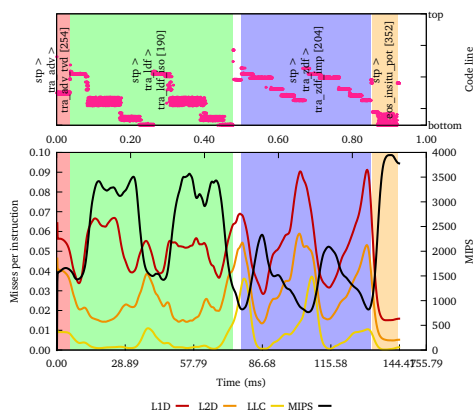 top
stp >
tra_adv >
tra_adv_tvd [254]
stp >
tra_ldf >
tra_ldf_iso [190]
stp >
tra_zdf >
tra_zdf_imp [204]
stp >
eos_insitu_pot [352]
Code line
bottom
0.00 0.20 0.40 0.60 0.80 1.00
0.10 4000
0.09 3500
0.08
0.07 3000
0.06 2500
0.05 2000
0.04 1500
0.03
0.02 1000
0.01 500
0.00 0
Misses per instruction
MIPS
0.00 28.89 57.79 86.68 115.58 144.47
Time (ms)
L1D L2D LLC MIPS